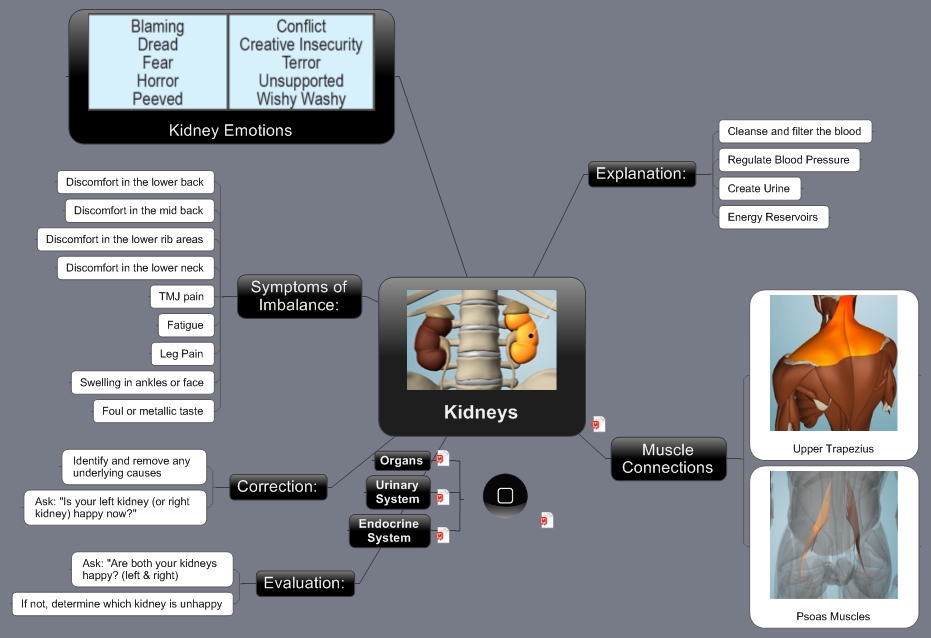 Blaming
Dread
Fear
Horror
Peeved
Conflict
Creative Insecurity
Terror
Unsupported
Wishy Washy
Kidney Emotions
Explanation:
Cleanse and filter the blood
Regulate Blood Pressure
Create Urine
Energy Reservoirs
Symptoms of
Imbalance:
Discomfort in the lower back
Discomfort in the mid back
Discomfort in the lower rib areas
Discomfort in the lower neck
TMJ pain
Fatigue
Leg Pain
Swelling in ankles or face
Foul or metallic taste
Kidneys
Muscle
Connections
Upper Trapezius
Psoas Muscles
Organs
Urinary
System
Endocrine
System
Correction:
Identify and remove any
underlying causes
Ask: "Is your left kidney (or right
kidney) happy now?"
Evaluation:
Ask: "Are both your kidneys
happy? (left & right)
If not, determine which kidney is unhappy